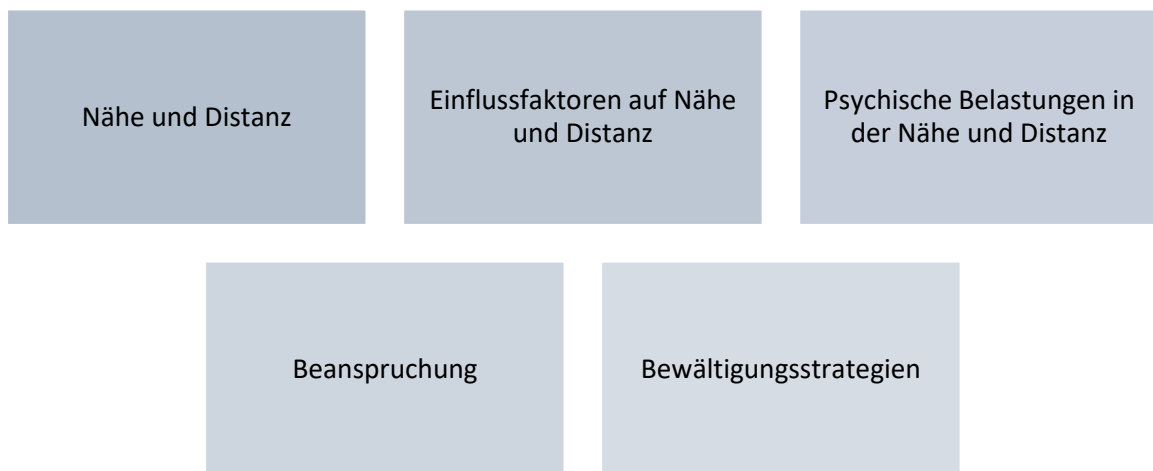 Nähe und Distanz
Einflussfaktoren auf Nähe
und Distanz
Psychische Belastungen in
der Nähe und Distanz
Beanspruchung
Bewältigungsstrategien